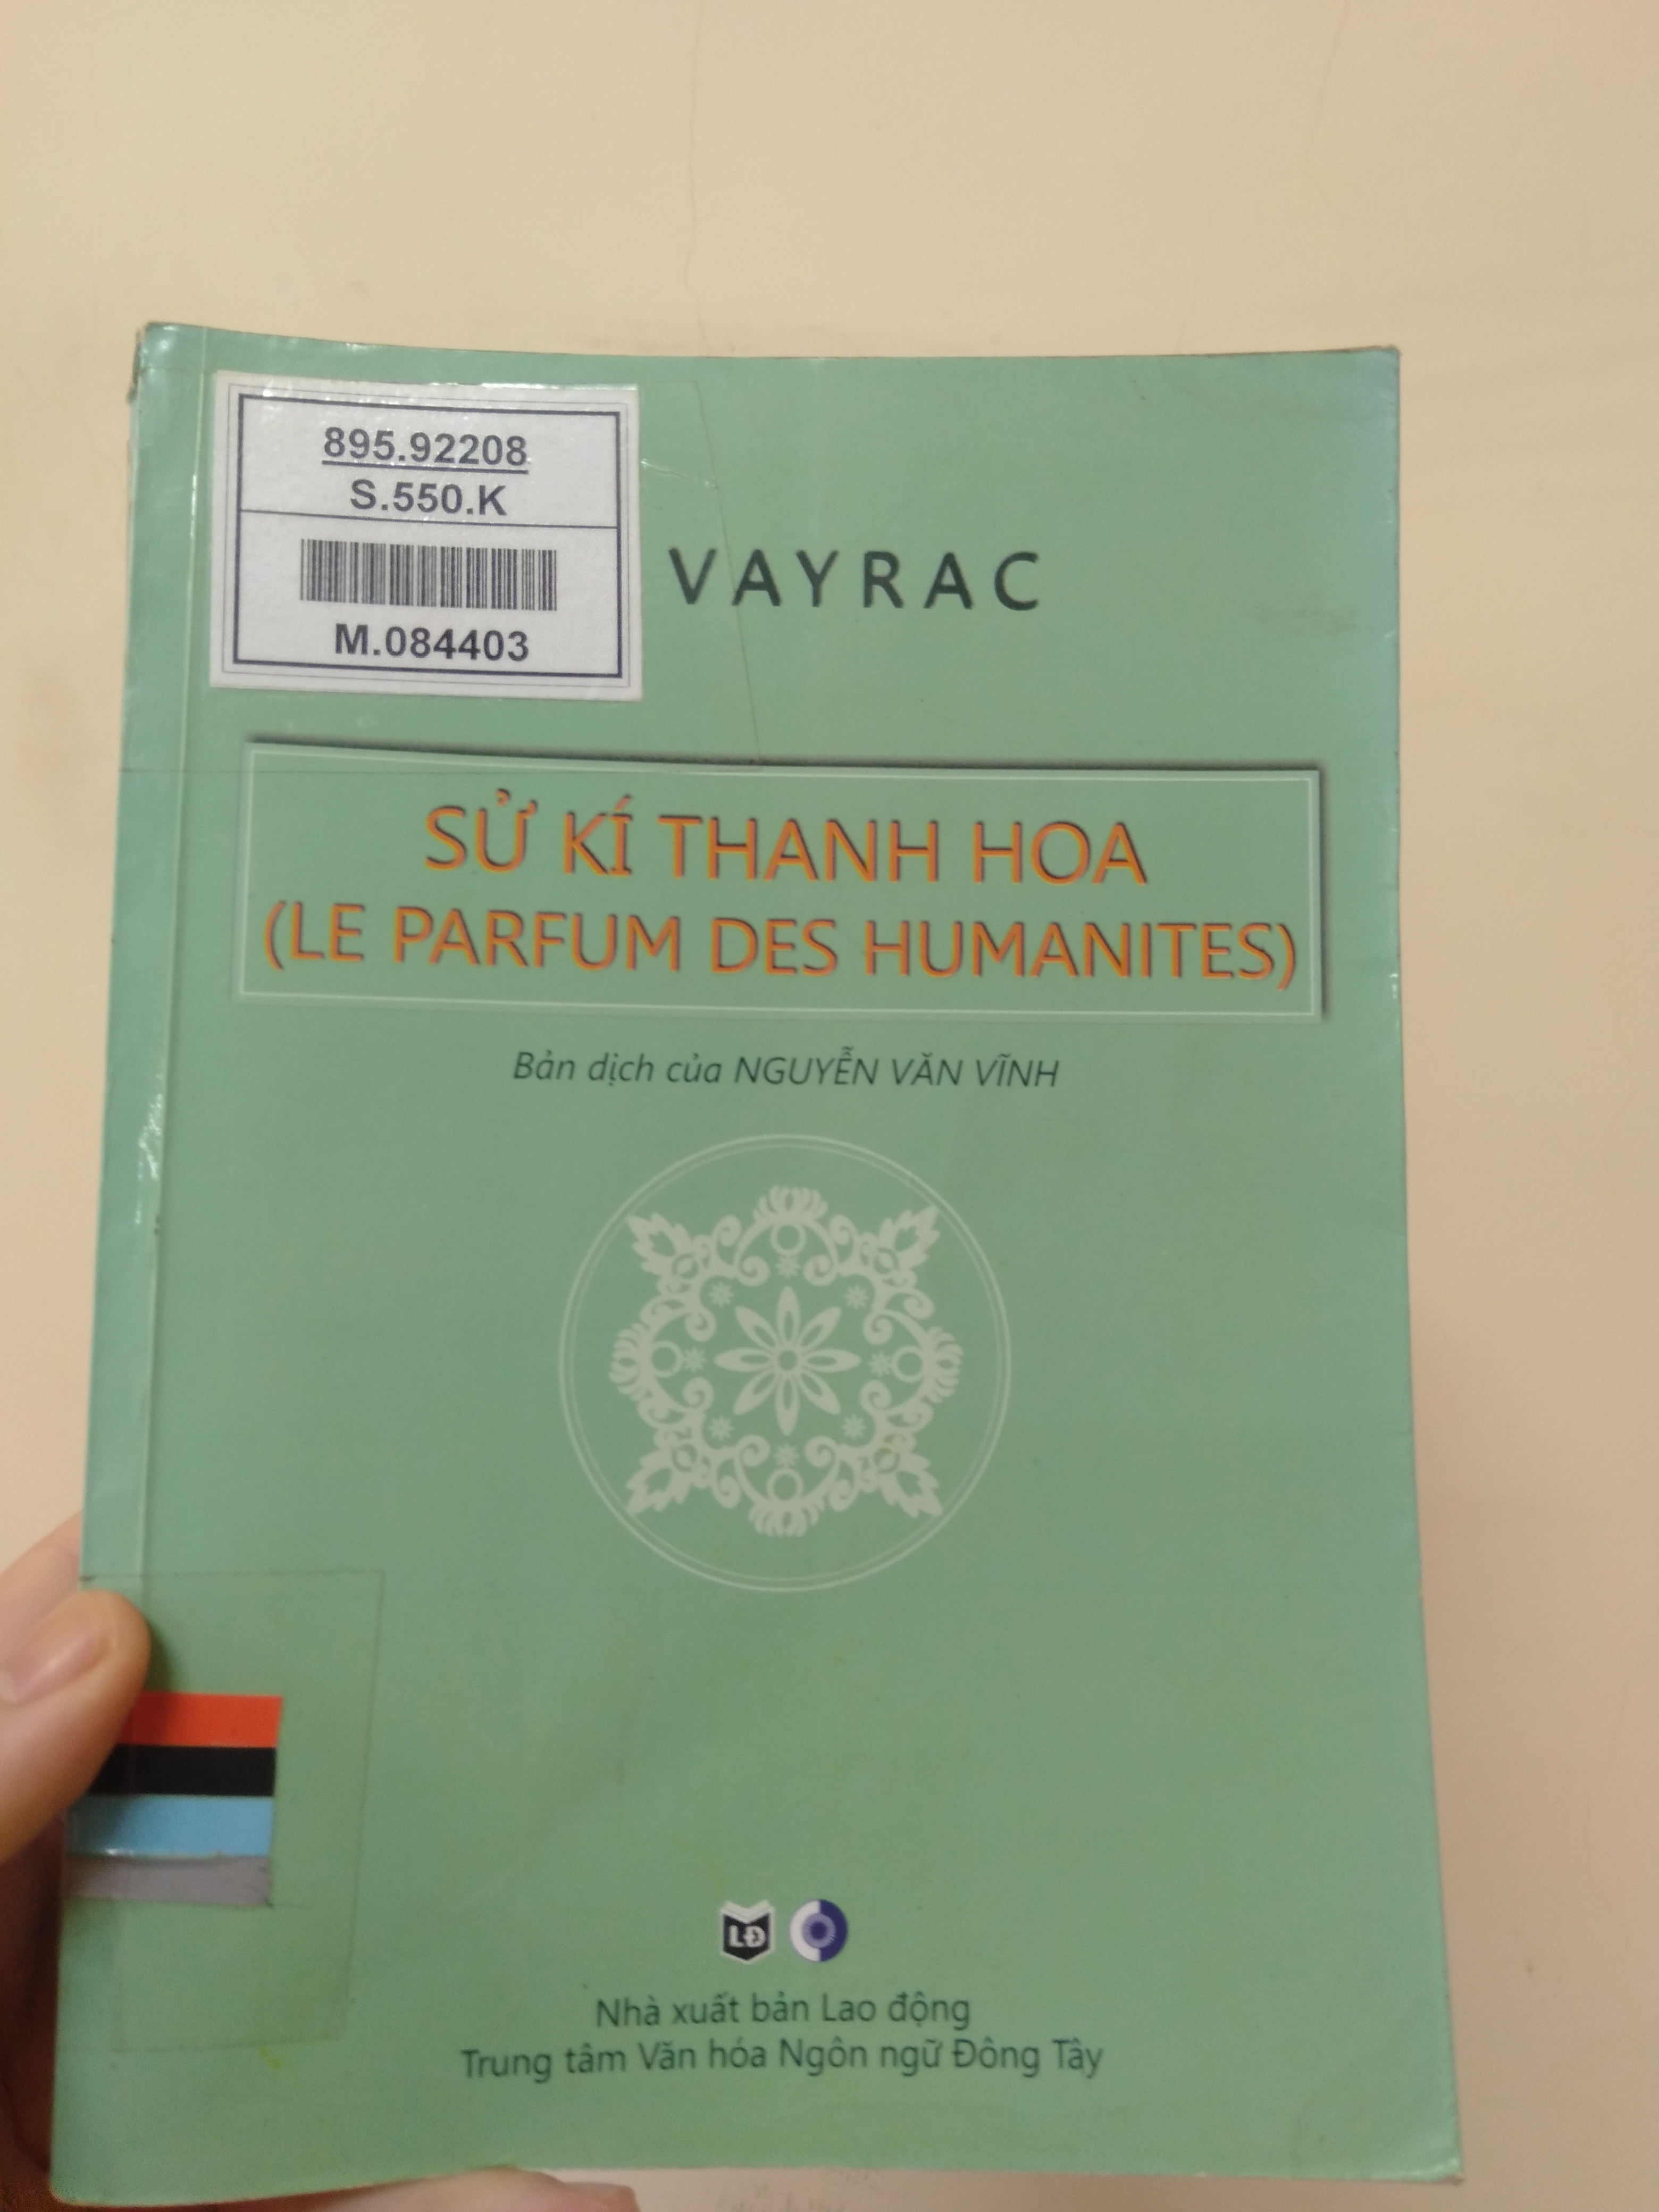 895.92208
S.550.K
M.084403
VAYRAC
SỬ KÍ THANH HOA
(LE PARFUM DES HUMANITES)
Bản dịch của NGUYỄN VĂN VĨNH
LĐ
Nhà xuất bản Lao động
Trung tâm Văn hóa Ngôn ngữ Đông Tây